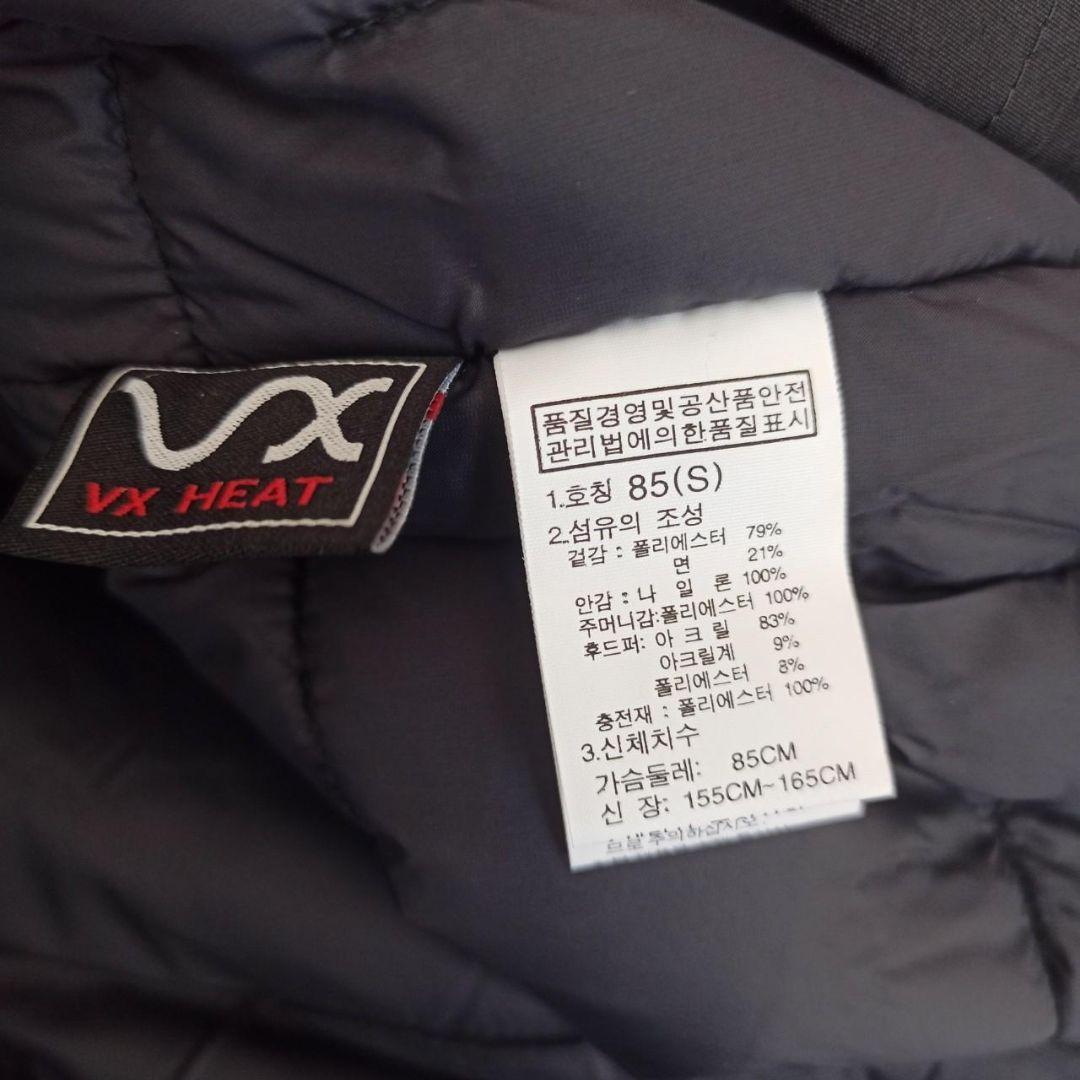 VX
VX HEAT
품질경영및공산품안전
관리법에의한품질표시
1.호칭 85(S)
2.섬유의 조성
겉감 : 폴리에스터 79%
면 21%
안감 : 나 일 론 100%
주머니감:폴리에스터 100%
후드퍼: 아 크 릴 83%
아크릴계 9%
폴리에스터 8%
충전재 : 폴리에스터 100%
3.신체치수
가슴둘레: 85CM
신 장: 155CM~165CM